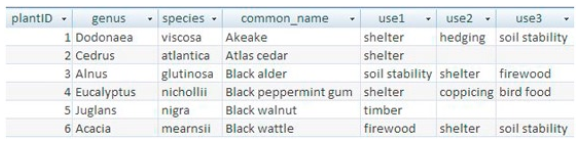 plantID genus species common_name use1 use2 use3
1 Dodonaea viscosa Akeake shelter hedging soil stability
2 Cedrus atlantica Atlas cedar shelter
3 Alnus glutinosa Black alder soil stability shelter firewood
4 Eucalyptus nichollii Black peppermint gum shelter coppicing bird food
5 Juglans nigra Black walnut timber
6 Acacia mearnsii Black wattle firewood shelter soil stability